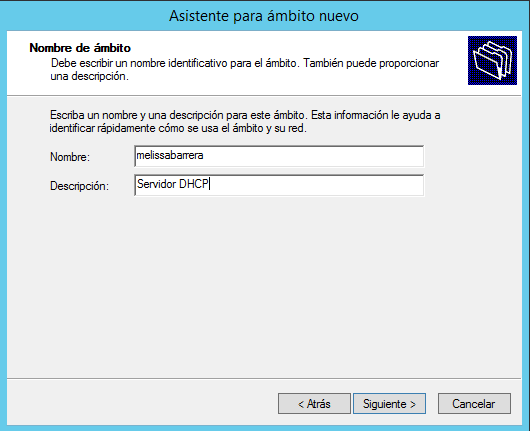 Asistente para ámbito nuevo
Nombre de ámbito
Debe escribir un nombre identificativo para el ámbito. También puede proporcionar
una descripción.
Escriba un nombre y una descripción para este ámbito. Esta información le ayuda a
identificar rápidamente cómo se usa el ámbito y su red.
Nombre: melissabarrera
Descripción: Servidor DHCP
< Atrás Siguiente > Cancelar